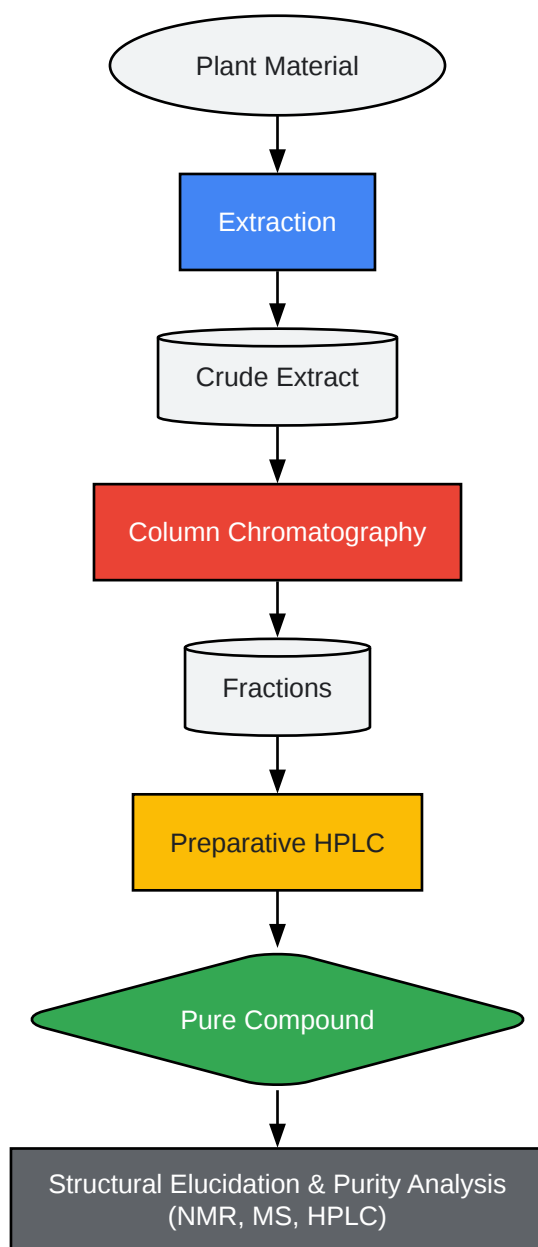 Plant Material
Extraction
Crude Extract
Column Chromatography
Fractions
Preparative HPLC
Pure Compound
Structural Elucidation & Purity Analysis
(NMR, MS, HPLC)